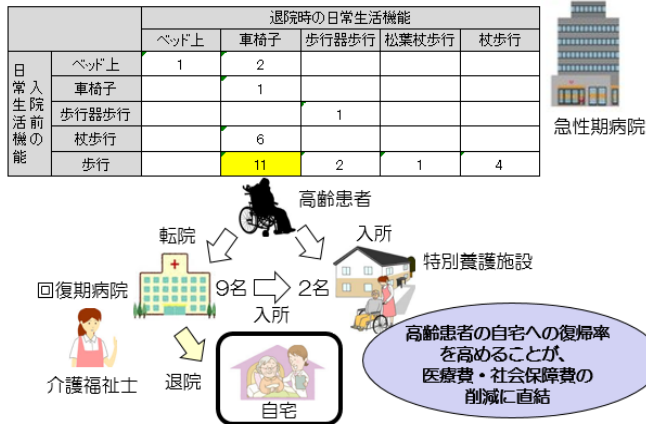 退院時の日常生活機能
ベッド上 車椅子 歩行器歩行 松葉杖歩行 杖歩行
入院前の日常生活機能
ベッド上 1 2
車椅子 1
歩行器歩行 1
杖歩行 6
歩行 11 2 1 4
急性期病院
高齢患者
転院
入所
特別養護施設
回復期病院
9名
2名
入所
介護福祉士
退院
自宅
高齢患者の自宅への復帰率
を高めることが、
医療費・社会保障費の
削減に直結